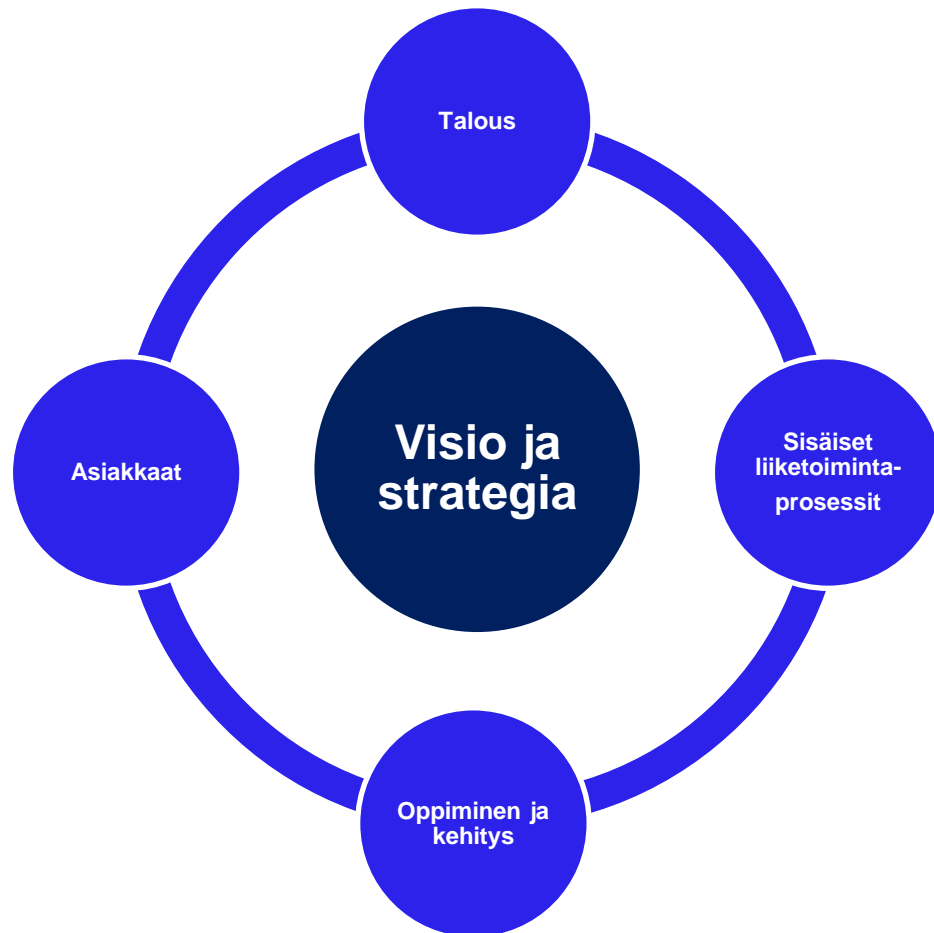 Talous
Visio ja
strategia
Asiakkaat
Sisäiset
liiketoiminta-
prosessit
Oppiminen ja
kehitys